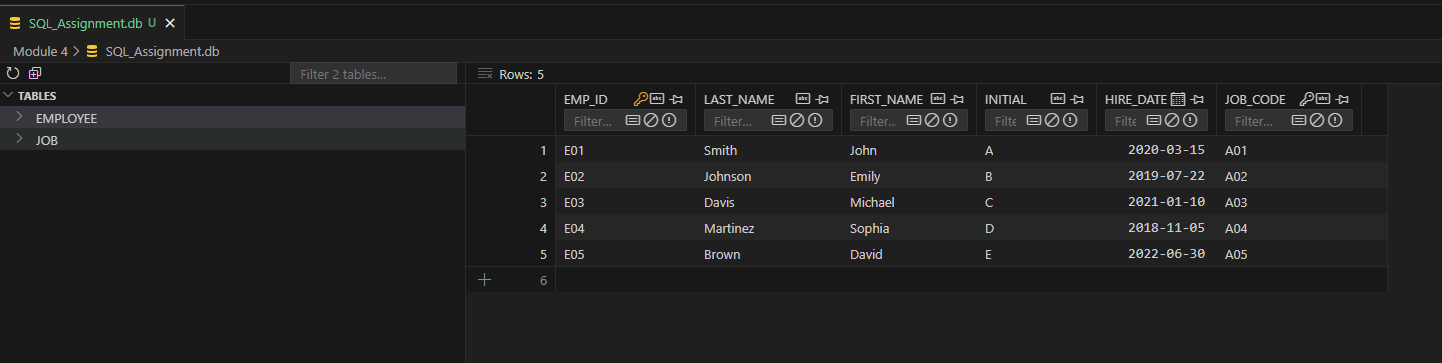 SQL_Assignment.db U
Module 4 > SQL_Assignment.db
Filter 2 tables...
Rows: 5
TABLES
EMPLOYEE
JOB
EMP_ID LAST_NAME FIRST_NAME INITIAL HIRE_DATE JOB_CODE
Filter... Filter... Filter... Filte Filte Filter...
1 E01 Smith John A 2020-03-15 A01
2 E02 Johnson Emily B 2019-07-22 A02
3 E03 Davis Michael C 2021-01-10 A03
4 E04 Martinez Sophia D 2018-11-05 A04
5 E05 Brown David E 2022-06-30 A05
6